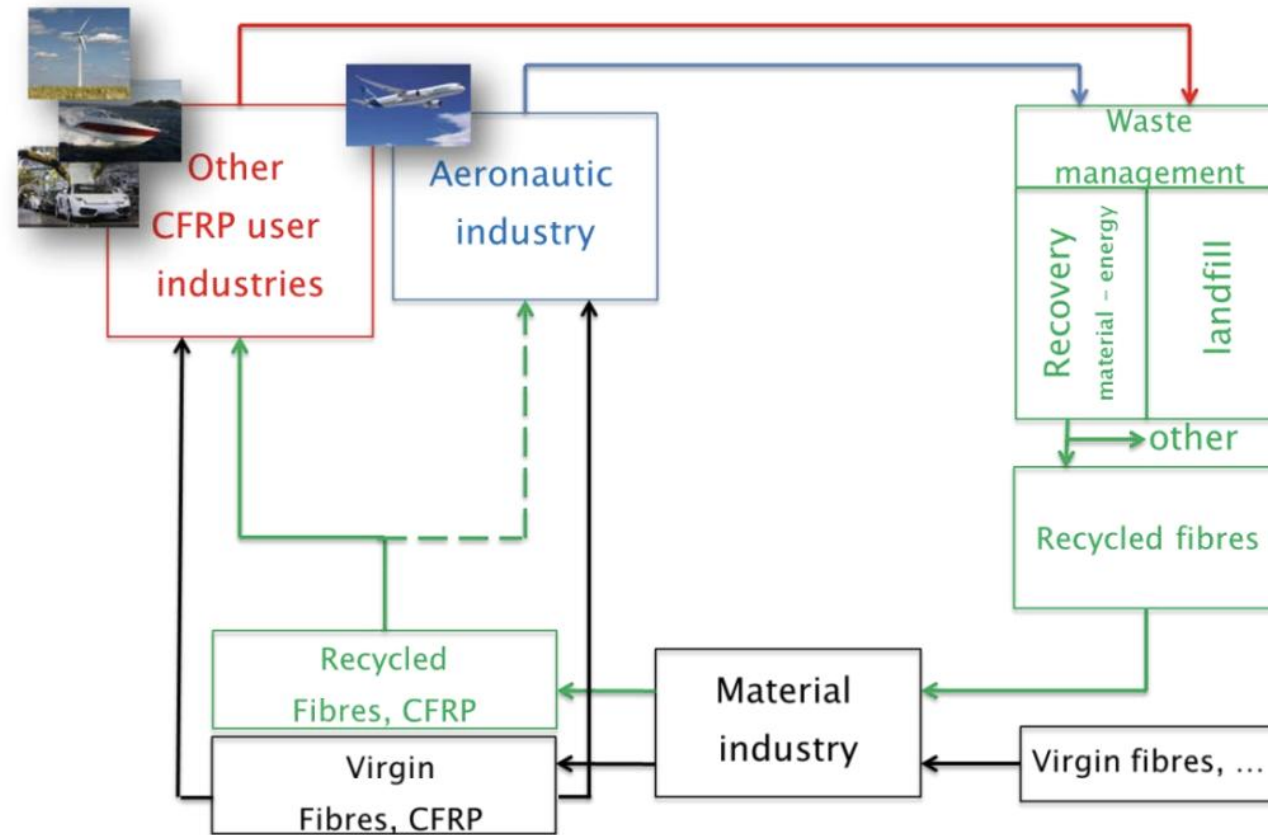 Other
CFRP user
industries
Aeronautic
industry
Waste
management
Recovery
material – energy
landfill
other
Recycled fibres
Recycled
Fibres, CFRP
Material
industry
Virgin
Fibres, CFRP
Virgin fibres, ...